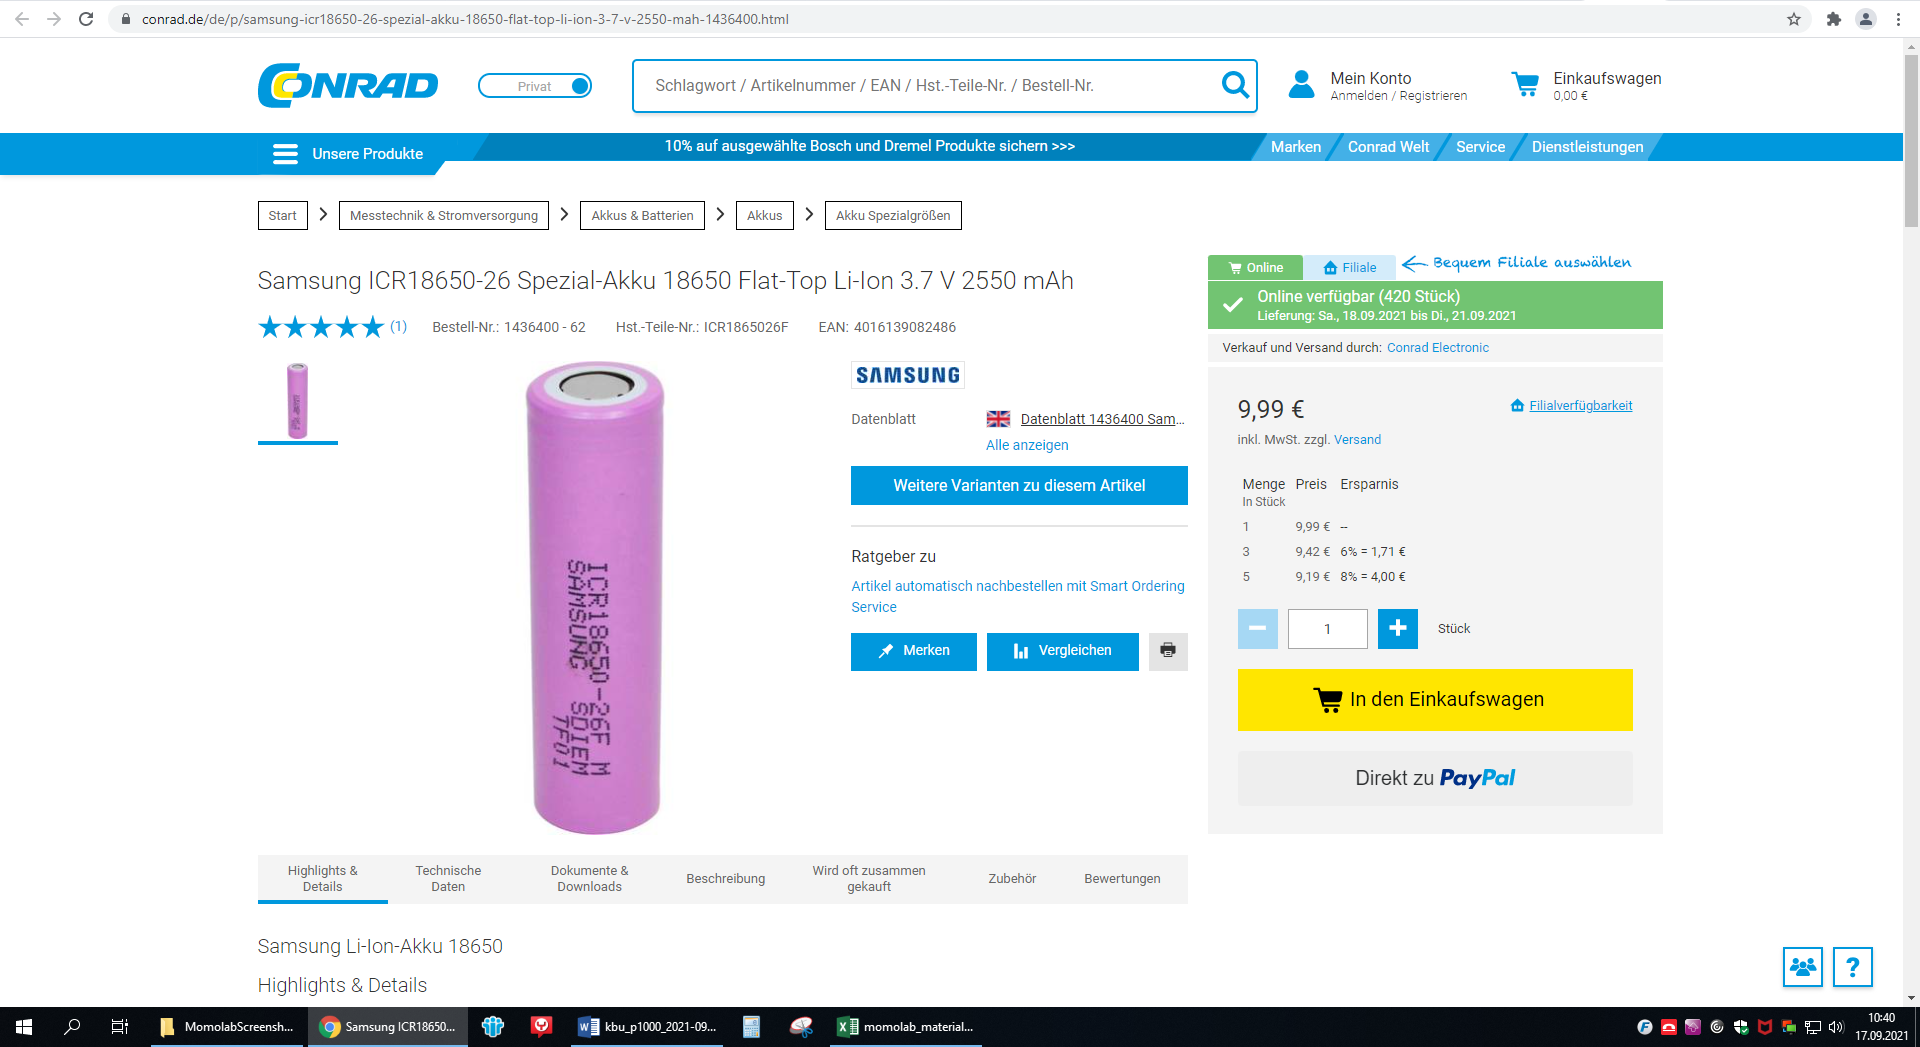 conrad.de/de/p/samsung-icr18650-26-spezial-akku-18650-flat-top-li-ion-3-7-v-2550-mah-1436400.html
CONRAD
Privat
Schlagwort / Artikelnummer / EAN / Hst.-Teile-Nr. / Bestell-Nr.
Mein Konto
Anmelden / Registrieren
Einkaufswagen
0,00 €
Unsere Produkte
10% auf ausgewählte Bosch und Dremel Produkte sichern >>>
Marken
Conrad Welt
Service
Dienstleistungen
Start
Messtechnik & Stromversorgung
Akkus & Batterien
Akkus
Akku Spezialgrößen
Samsung ICR18650-26 Spezial-Akku 18650 Flat-Top Li-Ion 3.7 V 2550 mAh
(1)
Bestell-Nr.: 1436400 - 62
Hst.-Teile-Nr.: ICR1865026F
EAN: 4016139082486
ICR18650-26F M
SAMSUNG SDIEM
TF01
SAMSUNG
Datenblatt
Datenblatt 1436400 Sam...
Alle anzeigen
Weitere Varianten zu diesem Artikel
Ratgeber zu
Artikel automatisch nachbestellen mit Smart Ordering
Service
Merken
Vergleichen
Online
Filiale
Bequem Filiale auswählen
Online verfügbar (420 Stück)
Lieferung: Sa., 18.09.2021 bis Di., 21.09.2021
Verkauf und Versand durch: Conrad Electronic
9,99 €
Filialverfügbarkeit
inkl. MwSt. zzgl. Versand
Menge Preis Ersparnis
In Stück
1 9,99 € --
3 9,42 € 6% = 1,71 €
5 9,19 € 8% = 4,00 €
1
Stück
In den Einkaufswagen
Direkt zu PayPal
Highlights &
Details
Technische
Daten
Dokumente &
Downloads
Beschreibung
Wird oft zusammen
gekauft
Zubehör
Bewertungen
Samsung Li-Ion-Akku 18650
Highlights & Details
?
MomolabScreensh...
Samsung ICR18650...
kbu_p1000_2021-09...
momolab_material...
10:40
17.09.2021